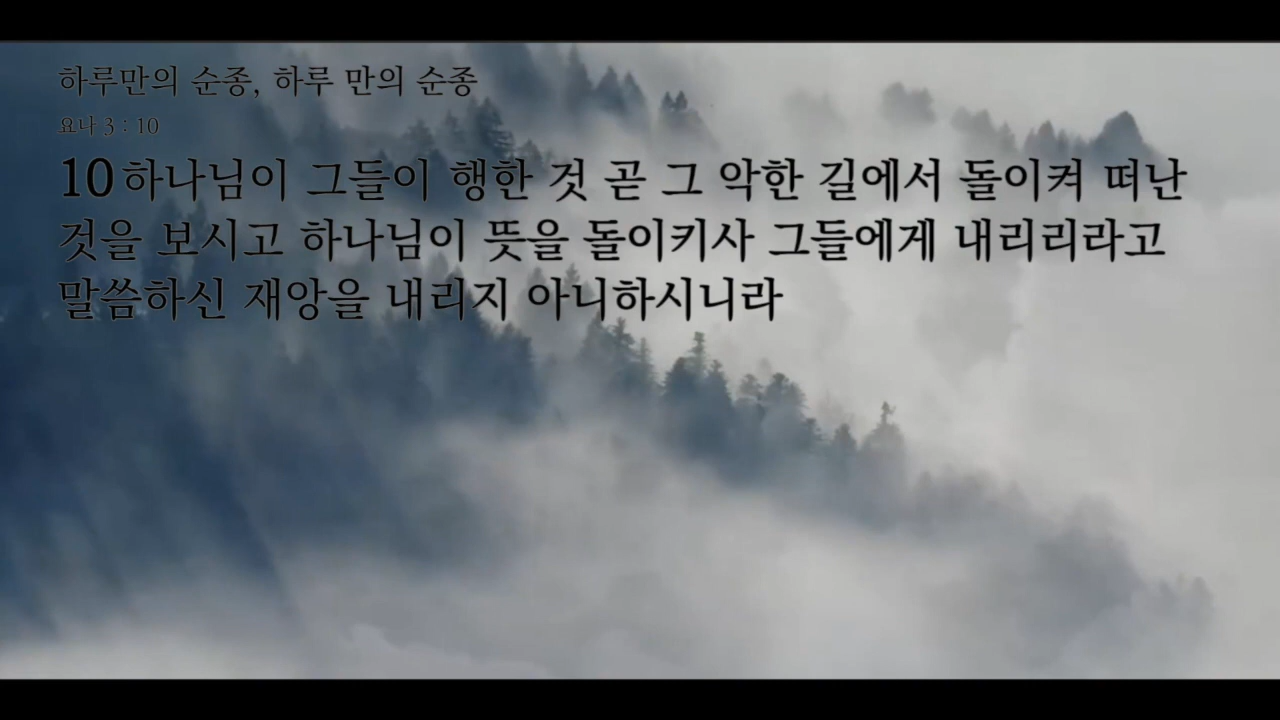 하루만의 순종, 하루 만의 순종
요나 3 : 10
10하나님이 그들이 행한 것 곧 그 악한 길에서 돌이켜 떠난
것을 보시고 하나님이 뜻을 돌이키사 그들에게 내리리라고
말씀하신 재앙을 내리지 아니하시니라